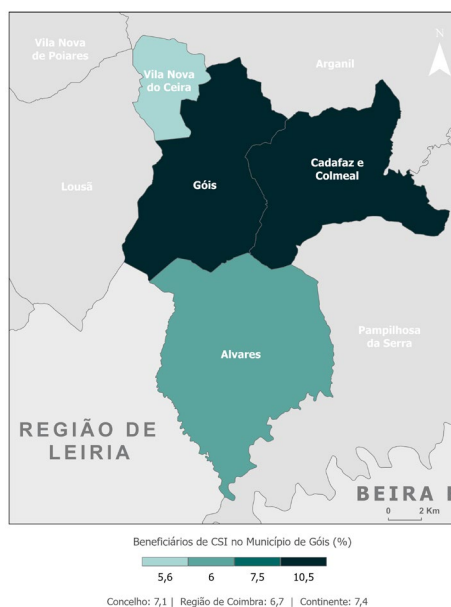 N
Vila Nova
de Poiares
Vila Nova
do Ceira
Arganil
Lousã
Góis
Cadafaz e
Colmeal
Alvares
Pampilhosa
da Serra
REGIÃO DE
LEIRIA
BEIRA
0 2 Km
Beneficiários de CSI no Município de Góis (%)
5,6 6 7,5 10,5
Concelho: 7,1 | Região de Coimbra: 6,7 | Continente: 7,4